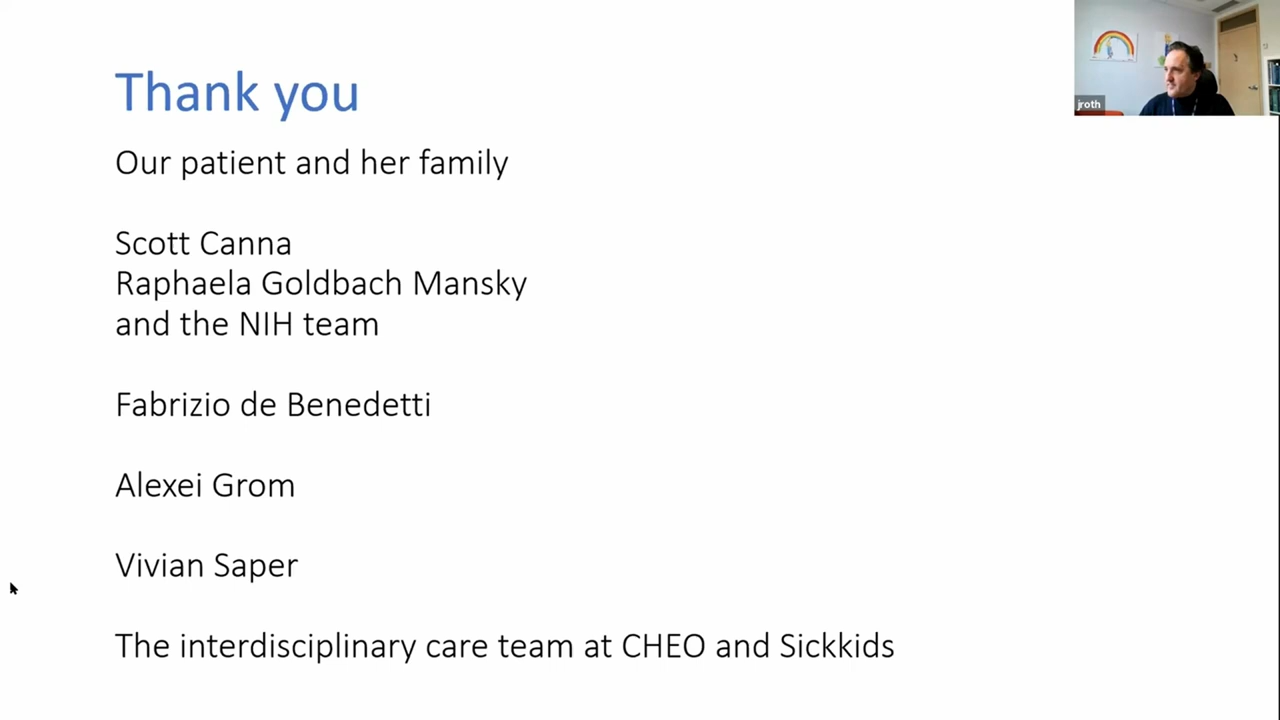 Thank you
jroth
Our patient and her family
Scott Canna
Raphaela Goldbach Mansky
and the NIH team
Fabrizio de Benedetti
Alexei Grom
Vivian Saper
The interdisciplinary care team at CHEO and Sickkids